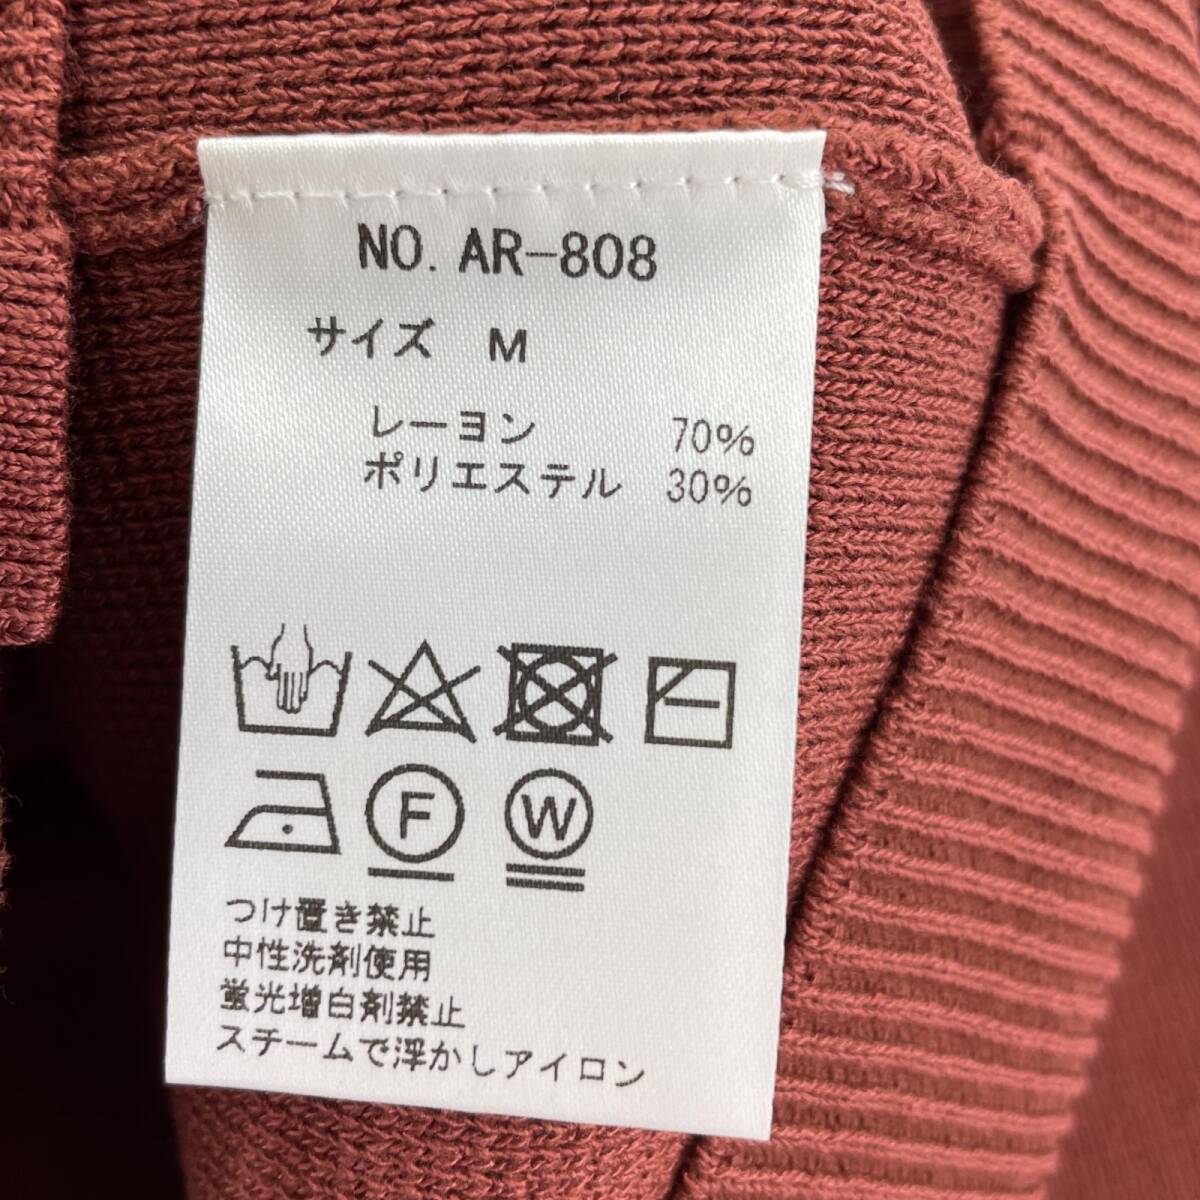 NO. AR-808
サイズ M
レーヨン 70%
ポリエステル 30%
F W
つけ置き禁止
中性洗剤使用
蛍光増白剤禁止
スチームで浮かしアイロン